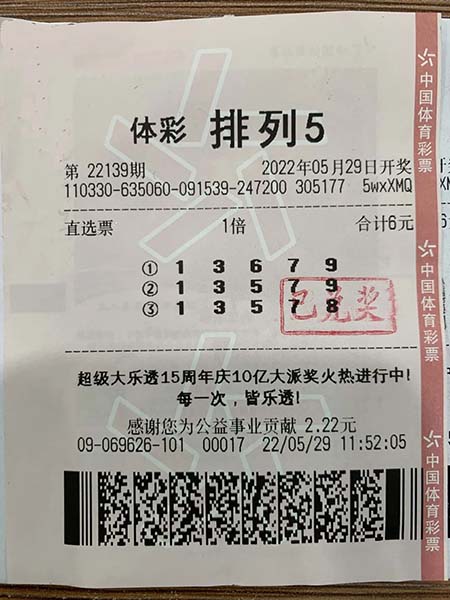 体彩 排列5
第 22139期 2022年05月29日开奖
110330-635060-091539-247200 305177 5wxXMQ
直选票 1倍 合计6元
① 1 3 6 7 9
② 1 3 5 7 9
③ 1 3 5 7 8
已兑奖
超级大乐透15周年庆10亿大派奖火热进行中!
每一次，皆乐透!
感谢您为公益事业贡献 2.22元
09-069626-101 00017 22/05/29 11:52:05
中国体育彩票
中国体育彩票
中国体育彩票